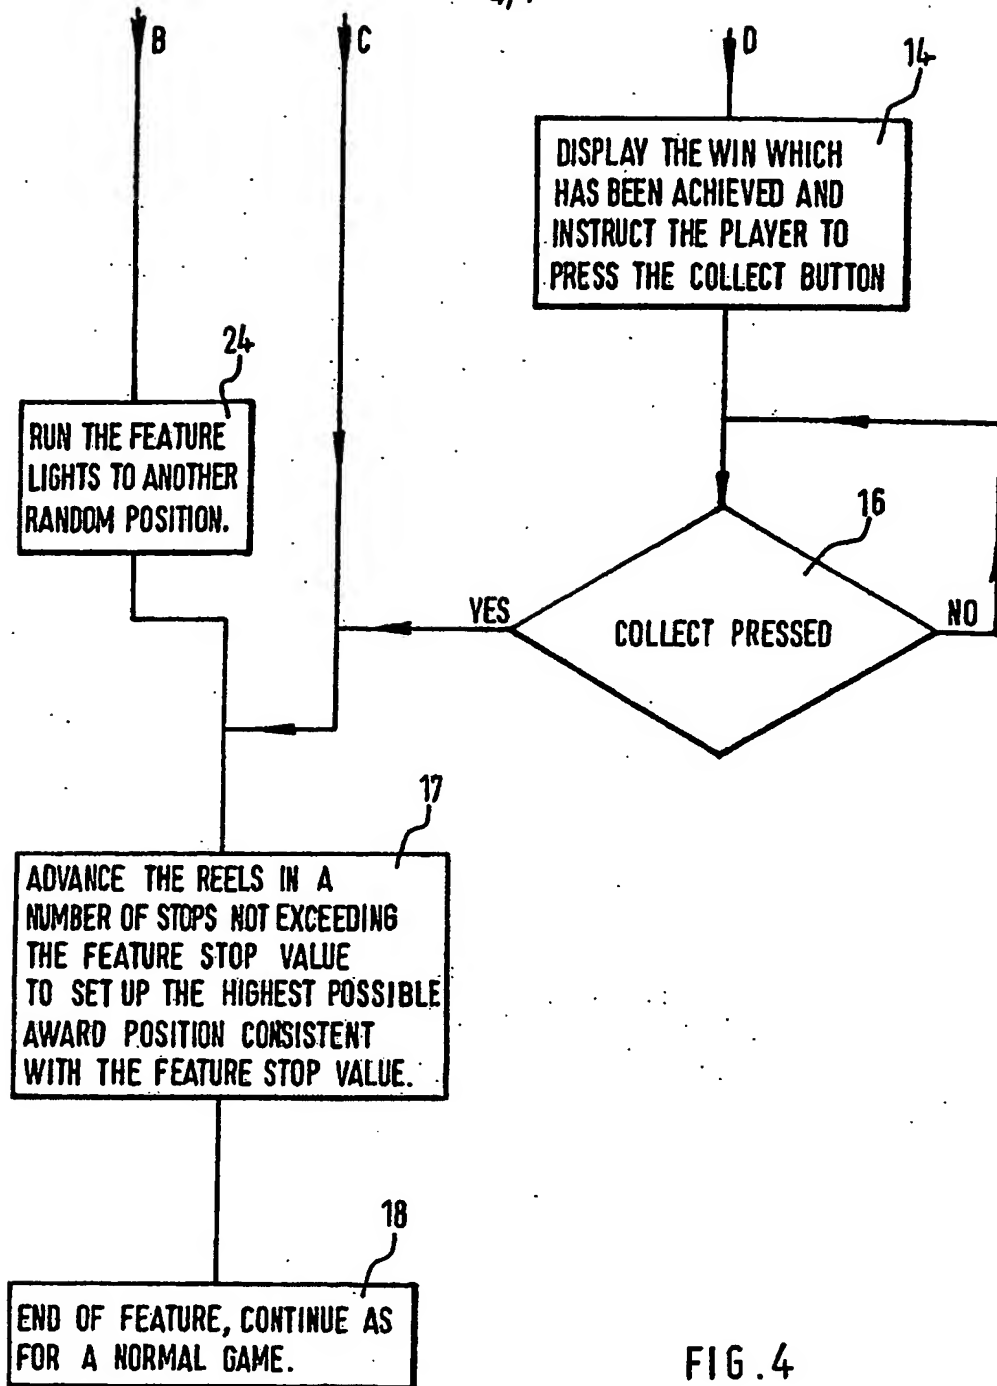 B
C
D
14
DISPLAY THE WIN WHICH
HAS BEEN ACHIEVED AND
INSTRUCT THE PLAYER TO
PRESS THE COLLECT BUTTON
24
RUN THE FEATURE
LIGHTS TO ANOTHER
RANDOM POSITION.
16
YES
COLLECT PRESSED
NO
17
ADVANCE THE REELS IN A
NUMBER OF STOPS NOT EXCEEDING
THE FEATURE STOP VALUE
TO SET UP THE HIGHEST POSSIBLE
AWARD POSITION CONSISTENT
WITH THE FEATURE STOP VALUE.
18
END OF FEATURE, CONTINUE AS
FOR A NORMAL GAME.
FIG.4